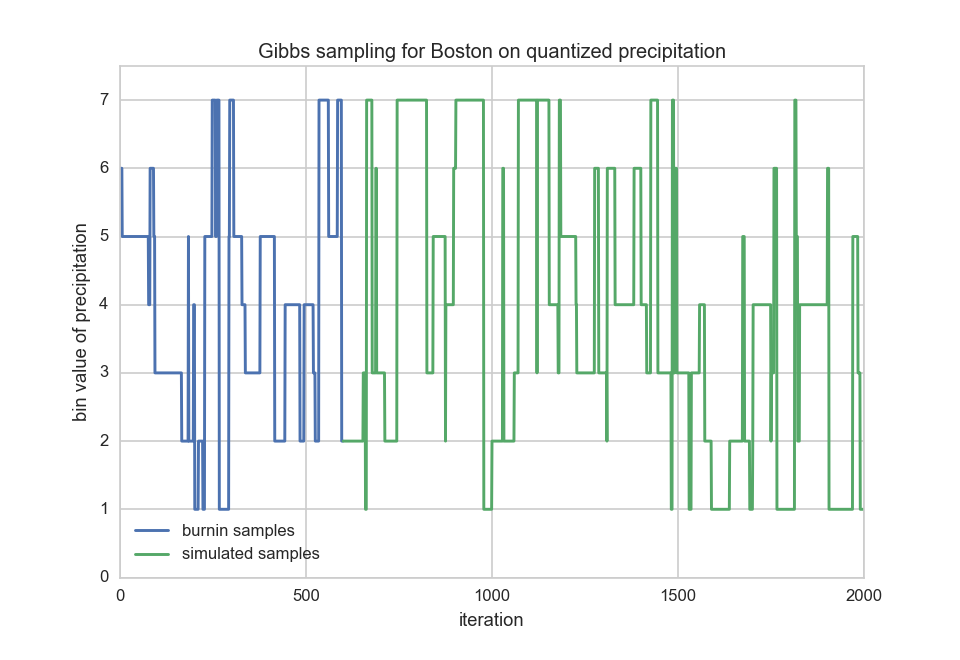 Gibbs sampling for Boston on quantized precipitation
bin value of precipitation
7
6
5
4
3
2
1
0
burnin samples
simulated samples
0 500 1000 1500 2000
iteration